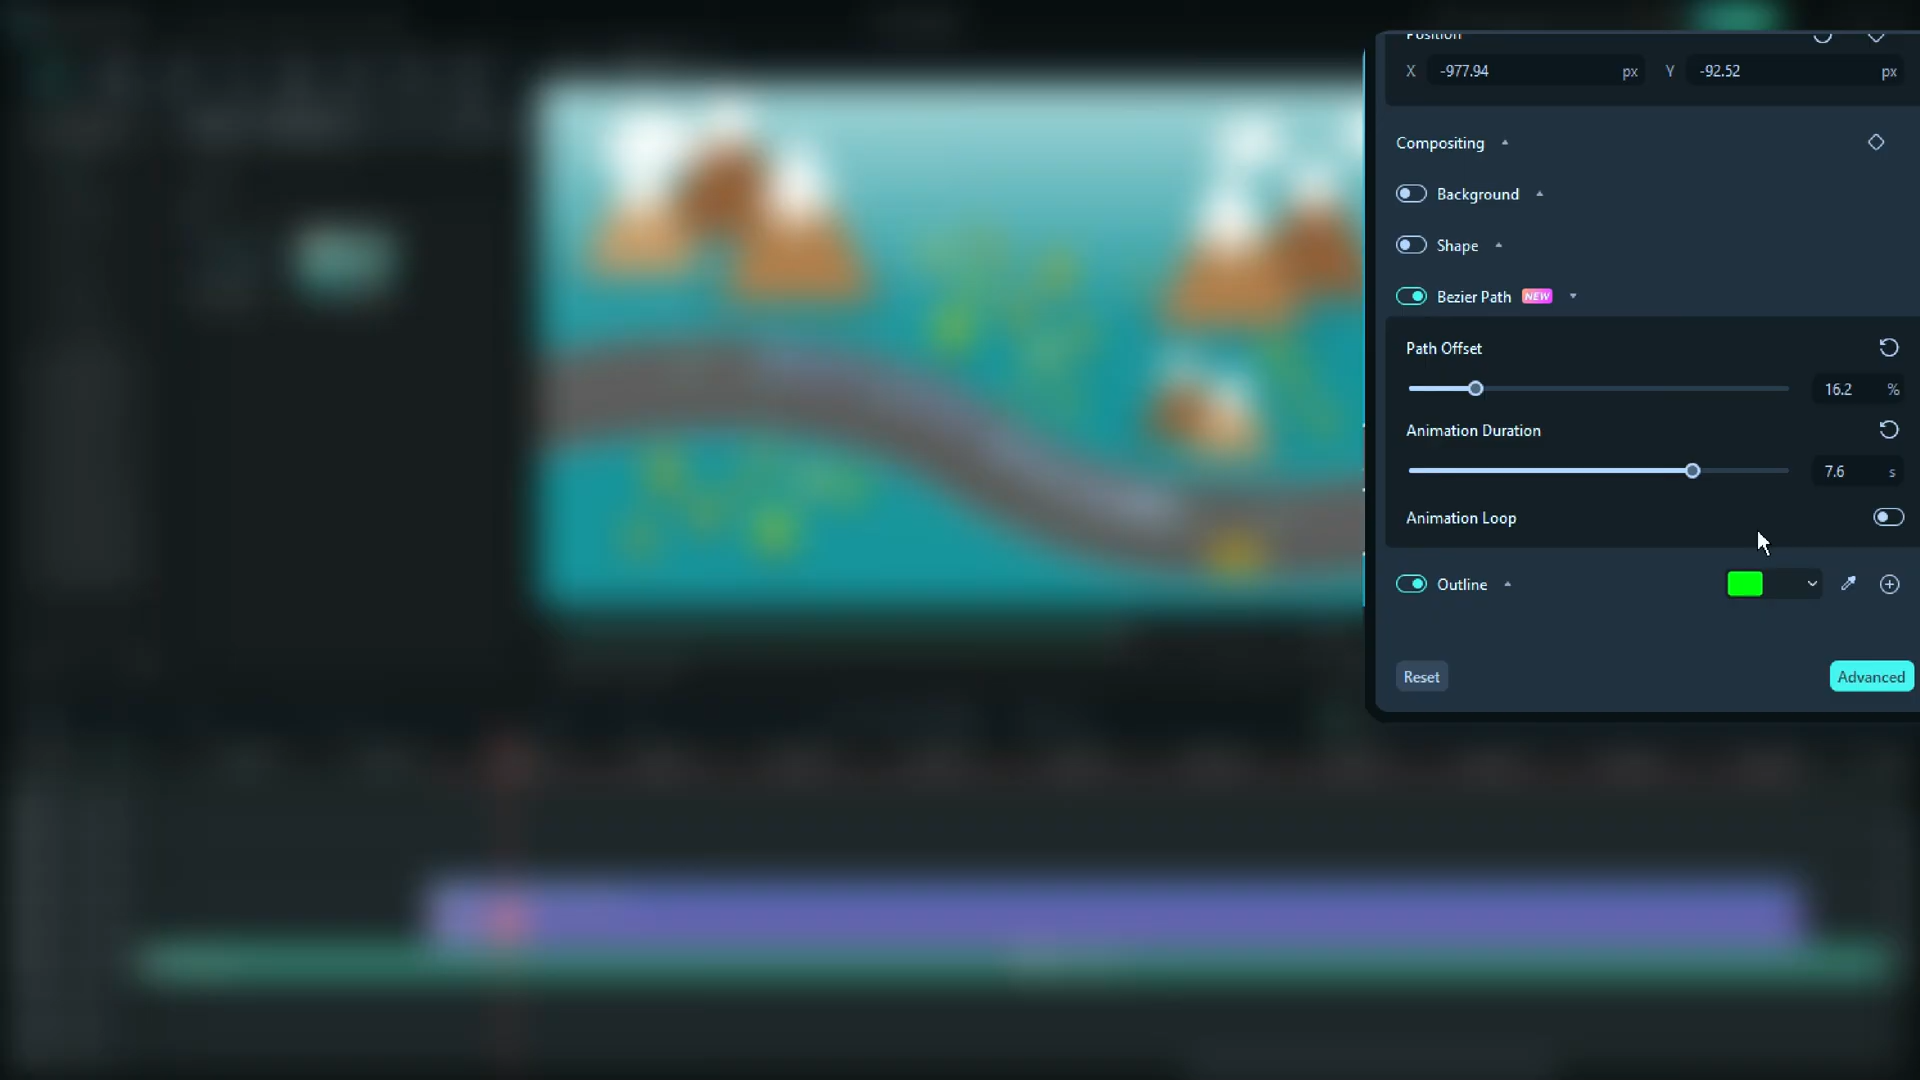 Position
X -977.94 px Y -92.52 px
Compositing
Background
Shape
Bezier Path NEW
Path Offset
16.2 %
Animation Duration
7.6 s
Animation Loop
Outline
Reset Advanced